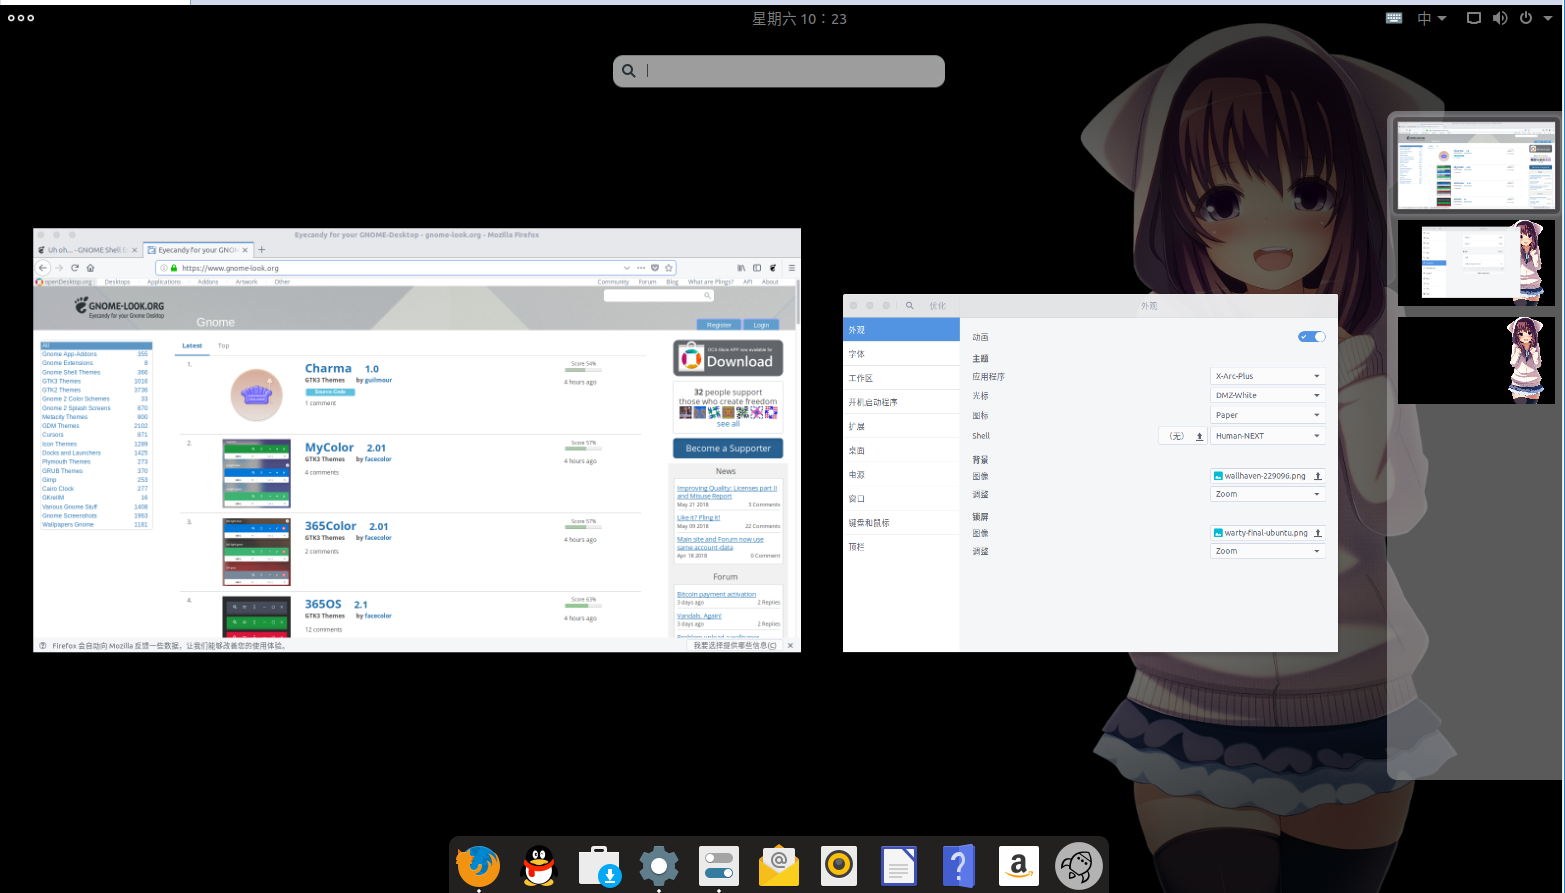 星期六 10：23
中
Eyecandy for your GNOME-Desktop - gnome-look.org - Mozilla Firefox
Uh oh... - GNOME Shell E
Eyecandy for your GNO
https://www.gnome-look.org
openDesktop.org Desktops Applications Addons Artwork Other Community Forum Blog What are Plings? API About
GNOME-LOOK.ORG
Eyecandy for your Gnome Desktop
Gnome
Register Login
All
Gnome App-Addons 355
Gnome Extensions 8
Gnome Shell Themes 366
GTK3 Themes 1016
GTK2 Themes 3736
Gnome 2 Color Schemes 33
Gnome 2 Splash Screens 870
Metacity Themes 600
GDM Themes 2102
Cursors 871
Icon Themes 1289
Docks and Launchers 1425
Plymouth Themes 273
GRUB Themes 370
Gimp 253
Cairo Clock 277
GKrellM 16
Various Gnome Stuff 1408
Gnome Screenshots 1963
Wallpapers Gnome 1181
Latest Top
1.
Charma 1.0
GTK3 Themes by guilmour
Source Code
1 comment
Score 54%
4 hours ago
2.
MyColor 2.01
GTK3 Themes by facecolor
4 comments
Score 57%
4 hours ago
3.
365Color 2.01
GTK3 Themes by facecolor
2 comments
Score 57%
4 hours ago
4.
365OS 2.1
GTK3 Themes by facecolor
12 comments
Score 63%
4 hours ago
Download
32 people support
those who create freedom
see all
Become a Supporter
News
Improving Quality: Licenses part II
and Misuse Report
May 21 2018 3 Comments
Like it? Pling it!
May 09 2018 22 Comments
Main site and Forum now use
same account-data
Apr 18 2018 0 Comment
Forum
Bitcoin payment activation
3 days ago 2 Replies
Vandals. Again!
3 days ago 2 Replies
Firefox 会自动向 Mozilla 反馈一些数据，让我们能够改善您的使用体验。
我要选择提供哪些信息(C)
优化
外观
外观
字体
工作区
开机启动程序
扩展
桌面
电源
窗口
键盘和鼠标
顶栏
动画
主题
应用程序 X-Arc-Plus
光标 DMZ-White
图标 Paper
Shell （无） Human-NEXT
背景
图像 wallhaven-229096.png
调整 Zoom
锁屏
图像 warty-final-ubuntu.png
调整 Zoom
@
?
a